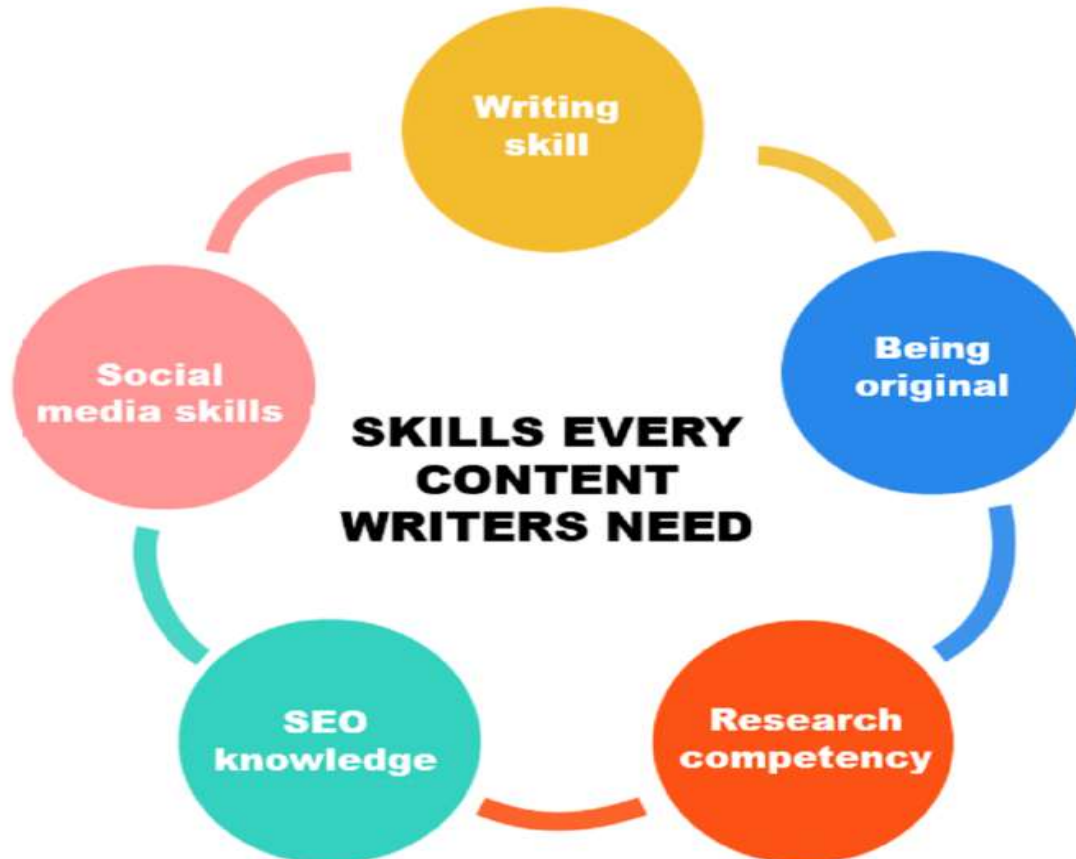 Writing
skill
Being
original
Research
competency
SEO
knowledge
Social
media skills
SKILLS EVERY
CONTENT
WRITERS NEED